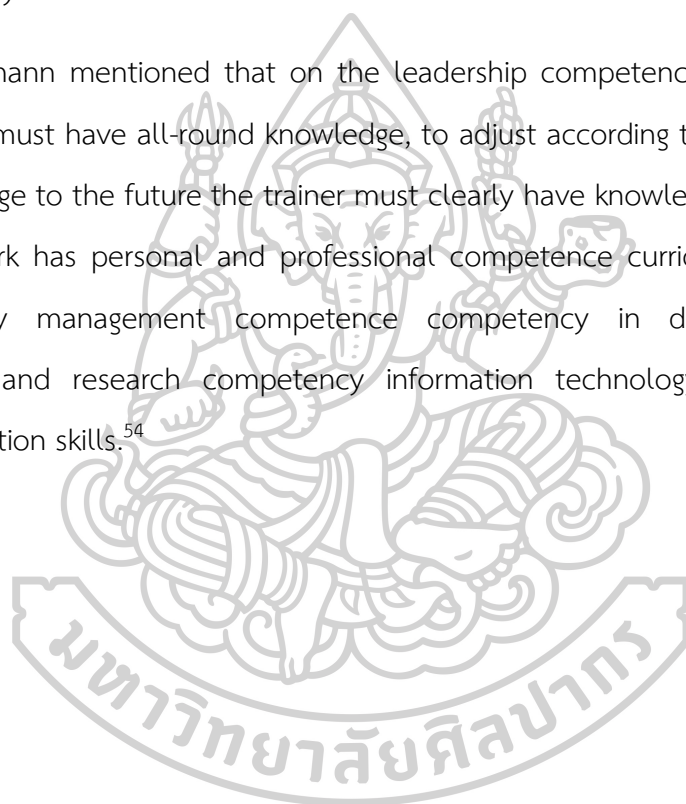 mann mentioned that on the leadership competenc
must have all-round knowledge, to adjust according t
ge to the future the trainer must clearly have knowle
rk has personal and professional competence curric
y management competence competency in d
and research competency information technology
tion skills.54
มหาวิทยาลัยศิลปากร